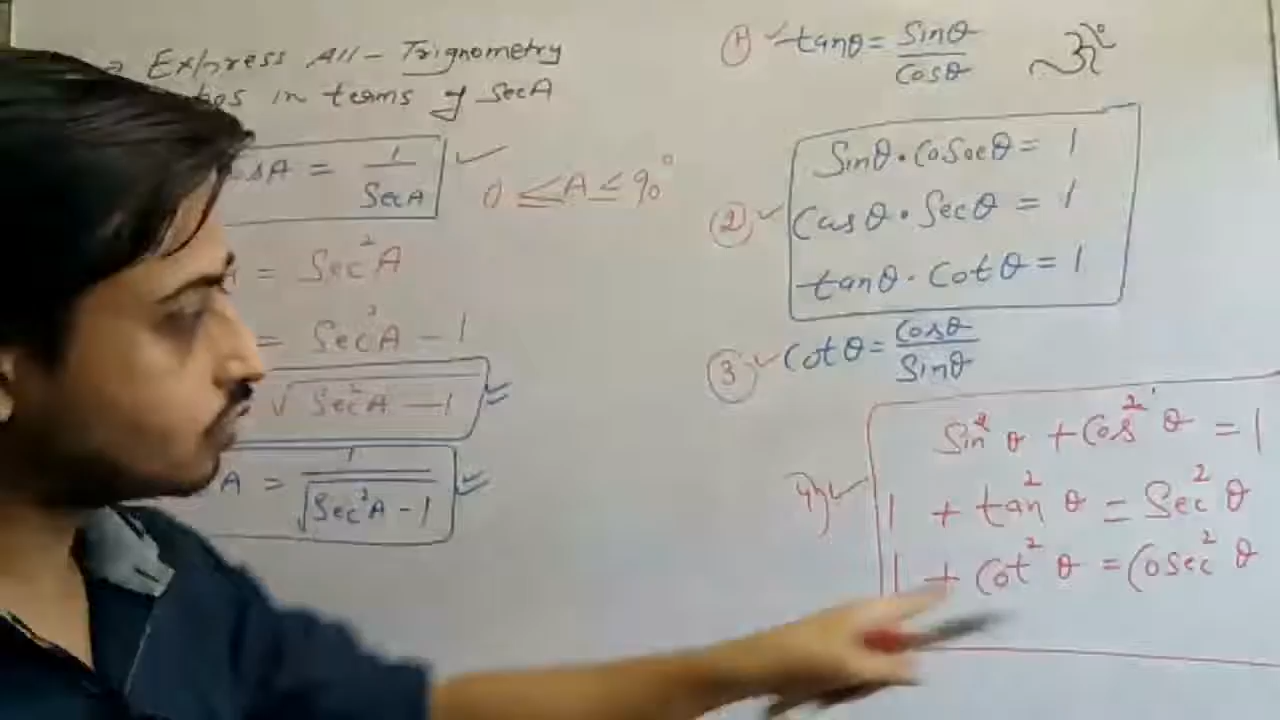 Express All - Trignometry
in terms of SecA
A = 1/SecA ✓ 0 ≤ A ≤ 90°
= Sec²A
= Sec²A - 1
√(Sec²A - 1)
A = 1/√(Sec²A - 1)
1 ✓ tanθ = Sinθ/Cosθ
Sinθ . Cosecθ = 1
2 ✓ Cosθ . Secθ = 1
tanθ . Cotθ = 1
3 ✓ Cotθ = Cosθ/Sinθ
Sin²θ + Cos²θ = 1
4) ✓ 1 + tan²θ = Sec²θ
1 + Cot²θ = Cosec²θ